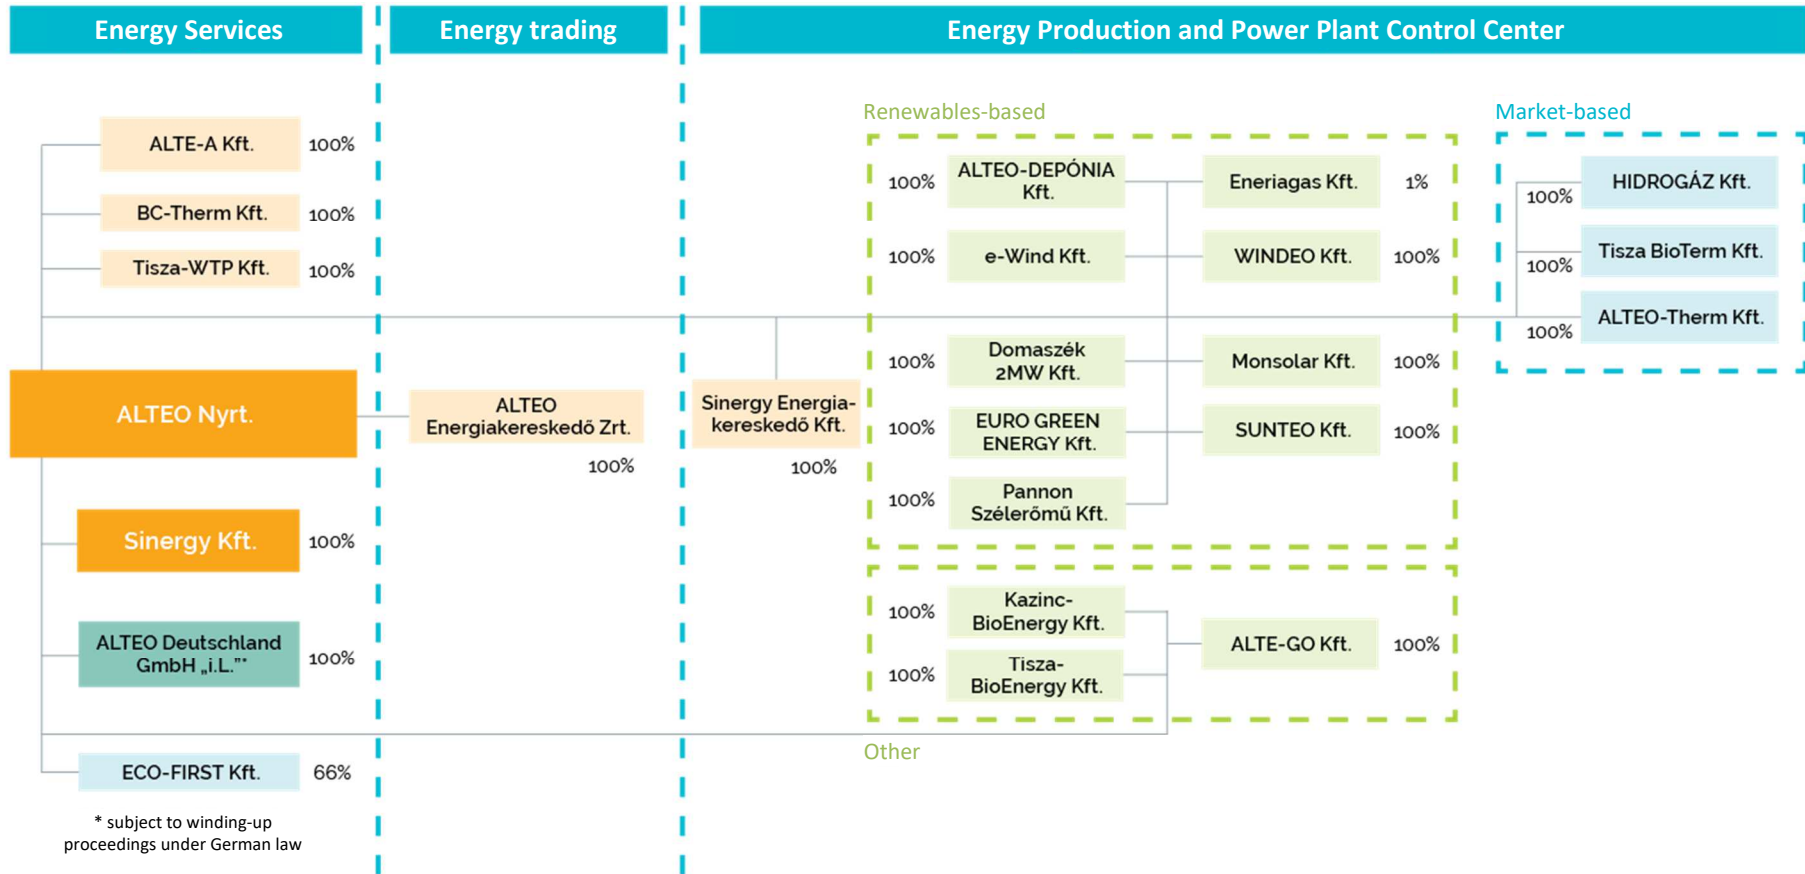 Energy Services
Energy trading
Energy Production and Power Plant Control Center
ALTE-A Kft.
100%
BC-Therm Kft.
100%
Tisza-WTP Kft.
100%
ALTEO Nyrt.
Sinergy Kft.
100%
ALTEO Deutschland
GmbH „i.L."*
100%
ECO-FIRST Kft.
66%
* subject to winding-up
proceedings under German law
ALTEO
Energiakereskedő Zrt.
100%
Sinergy Energia-
kereskedő Kft.
100%
Renewables-based
100%
ALTEO-DEPÓNIA
Kft.
Eneriagas Kft.
1%
100%
e-Wind Kft.
WINDEO Kft.
100%
100%
Domaszék
2MW Kft.
Monsolar Kft.
100%
100%
EURO GREEN
ENERGY Kft.
SUNTEO Kft.
100%
100%
Pannon
Szélerőmű Kft.
100%
Kazinc-
BioEnergy Kft.
ALTE-GO Kft.
100%
100%
Tisza-
BioEnergy Kft.
Other
Market-based
100%
HIDROGÁZ Kft.
100%
Tisza BioTerm Kft.
100%
ALTEO-Therm Kft.